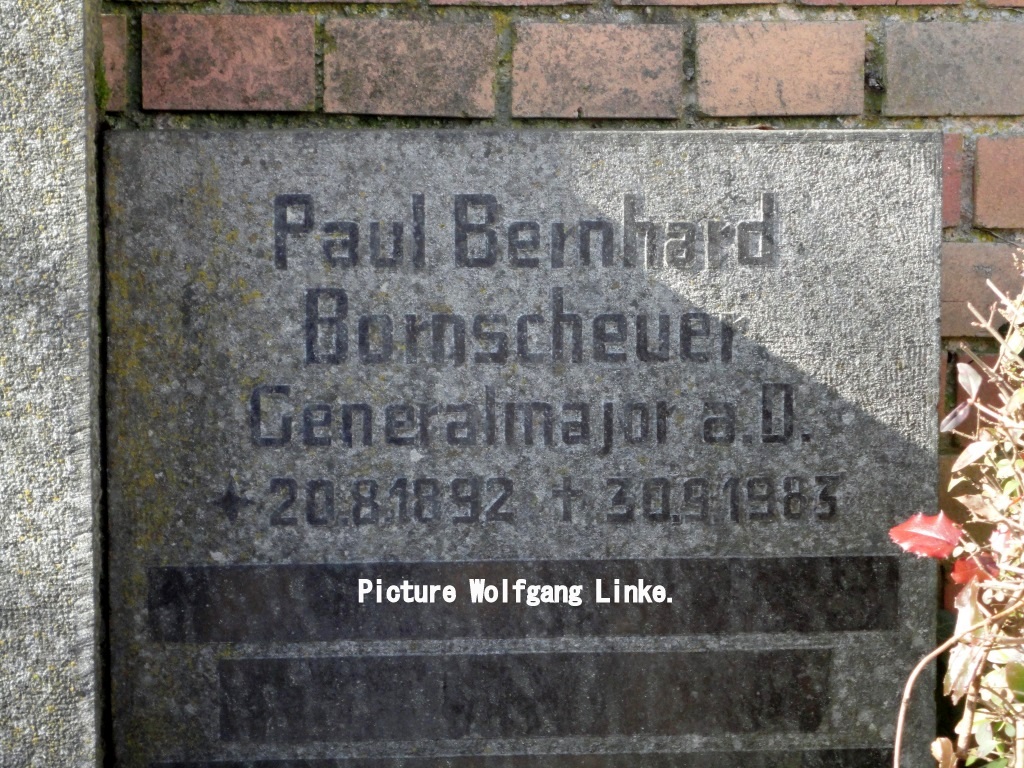 Paul Bernhard
Bornscheuer.
Generalmajor a.D.
✦20.8.1892 †30.9.1983
Picture Wolfgang Linke.